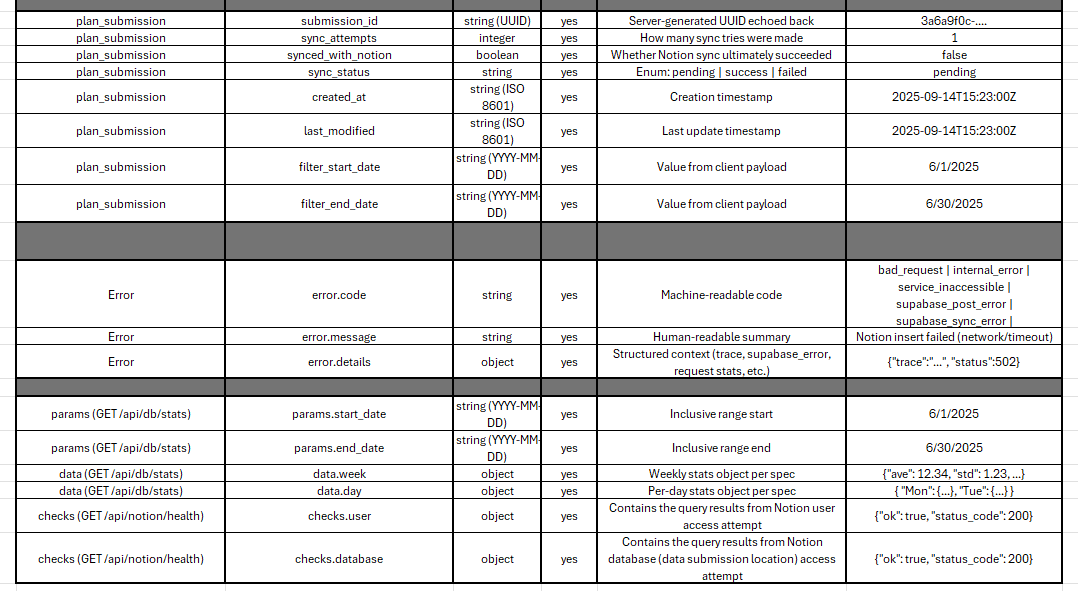 plan_submission submission_id string (UUID) yes Server-generated UUID echoed back 3a6a9f0c-....
plan_submission sync_attempts integer yes How many sync tries were made 1
plan_submission synced_with_notion boolean yes Whether Notion sync ultimately succeeded false
plan_submission sync_status string yes Enum: pending | success | failed pending
plan_submission created_at string (ISO 8601) yes Creation timestamp 2025-09-14T15:23:00Z
plan_submission last_modified string (ISO 8601) yes Last update timestamp 2025-09-14T15:23:00Z
plan_submission filter_start_date string (YYYY-MM-DD) yes Value from client payload 6/1/2025
plan_submission filter_end_date string (YYYY-MM-DD) yes Value from client payload 6/30/2025
Error error.code string yes Machine-readable code bad_request | internal_error | service_inaccessible | supabase_post_error | supabase_sync_error |
Error error.message string yes Human-readable summary Notion insert failed (network/timeout)
Error error.details object yes Structured context (trace, supabase_error, request stats, etc.) {"trace":"...", "status":502}
params (GET /api/db/stats) params.start_date string (YYYY-MM-DD) yes Inclusive range start 6/1/2025
params (GET /api/db/stats) params.end_date string (YYYY-MM-DD) yes Inclusive range end 6/30/2025
data (GET /api/db/stats) data.week object yes Weekly stats object per spec {"ave": 12.34, "std": 1.23, ...}
data (GET /api/db/stats) data.day object yes Per-day stats object per spec { "Mon": {...}, "Tue": {...} }
checks (GET /api/notion/health) checks.user object yes Contains the query results from Notion user access attempt {"ok": true, "status_code": 200}
checks (GET /api/notion/health) checks.database object yes Contains the query results from Notion database (data submission location) access attempt {"ok": true, "status_code": 200}